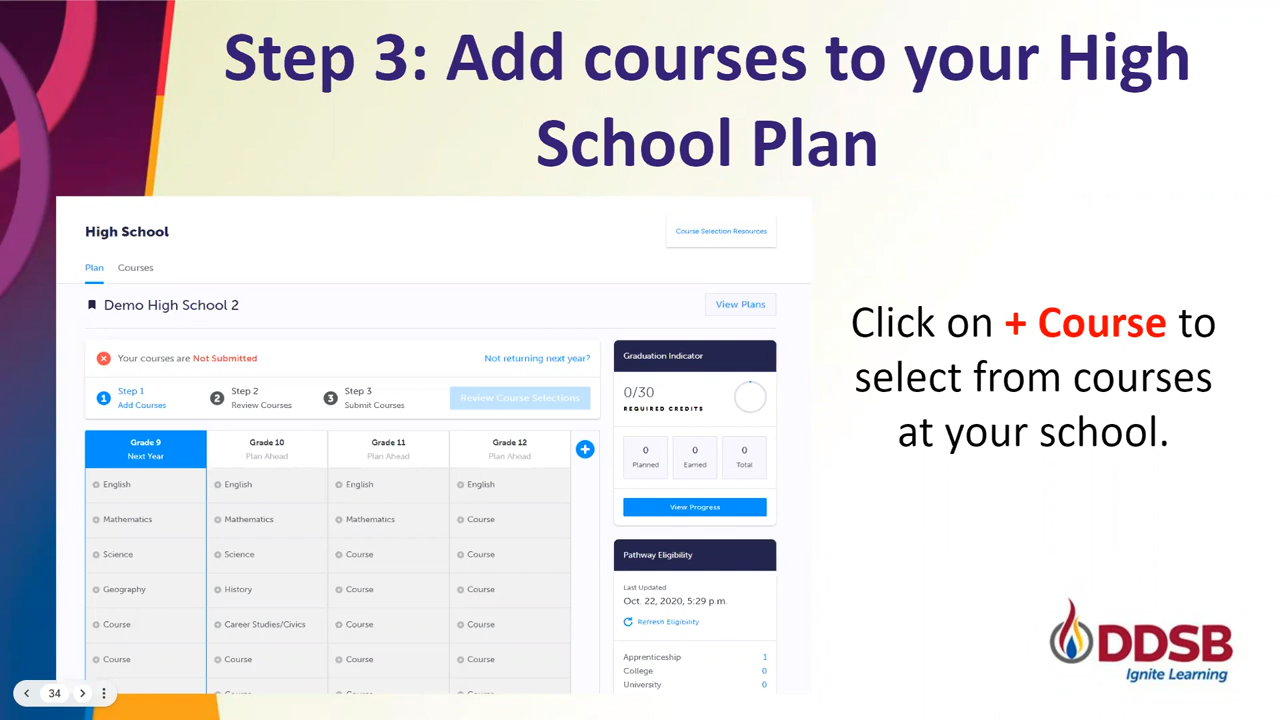 Step 3: Add courses to your High
School Plan
High School
Course Selection Resources
Plan
Courses
Demo High School 2
View Plans
Your courses are Not Submitted
Not returning next year?
1
Step 1
Add Courses
2
Step 2
Review Courses
3
Step 3
Submit Courses
Review Course Selections
Grade 9
Next Year
Grade 10
Plan Ahead
Grade 11
Plan Ahead
Grade 12
Plan Ahead
English
English
English
English
Mathematics
Mathematics
Mathematics
Course
Science
Science
Course
Course
Geography
History
Course
Course
Course
Career Studies/Civics
Course
Course
Course
Course
Course
Course
Course
Course
Course
Graduation Indicator
0/30
REQUIRED CREDITS
0
Planned
0
Earned
0
Total
View Progress
Pathway Eligibility
Last Updated
Oct. 22, 2020, 5:29 p.m.
Refresh Eligibility
Apprenticeship 1
College 0
University 0
Click on + Course to
select from courses
at your school.
DDSB
Ignite Learning
34